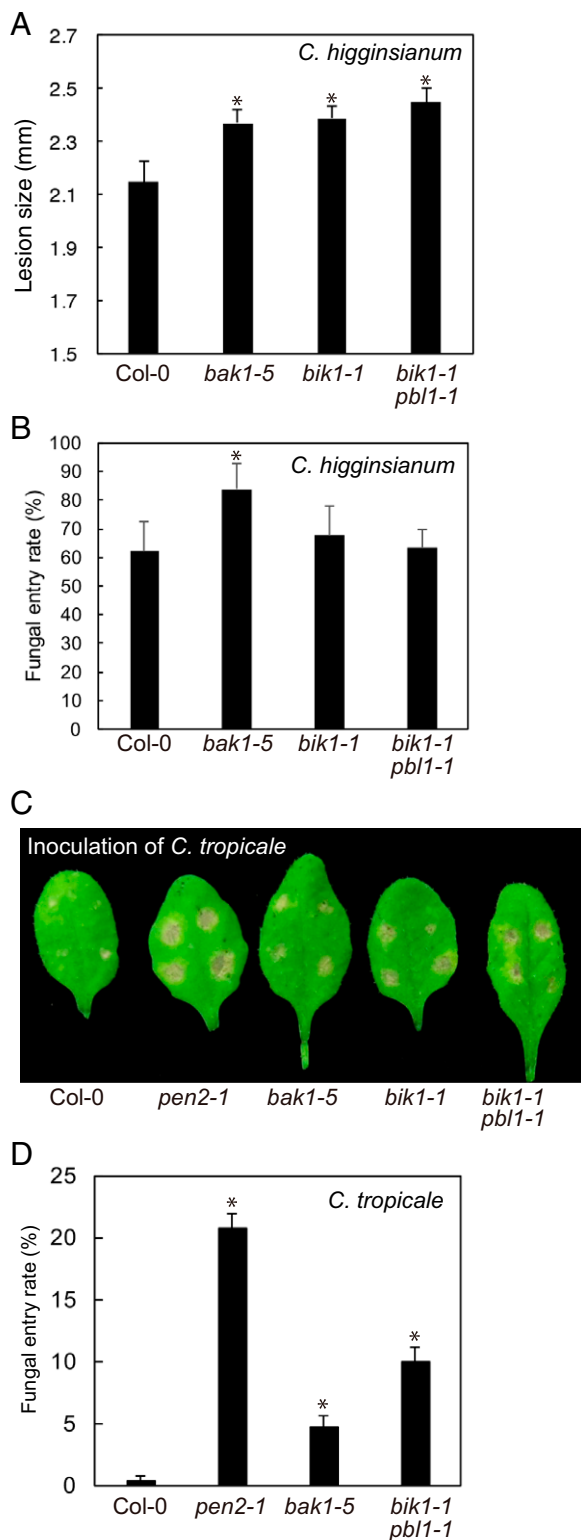 A
C. higginsianum
Lesion size (mm)
2.7
2.5
2.3
2.1
1.9
1.7
1.5
*
*
*
Col-0 bak1-5 bik1-1 bik1-1
pbl1-1
B
C. higginsianum
Fungal entry rate (%)
100
90
80
70
60
50
40
30
20
10
0
*
Col-0 bak1-5 bik1-1 bik1-1
pbl1-1
C
Inoculation of C. tropicale
Col-0 pen2-1 bak1-5 bik1-1 bik1-1
pbl1-1
D
C. tropicale
Fungal entry rate (%)
25
20
15
10
5
0
*
*
*
Col-0 pen2-1 bak1-5 bik1-1
pbl1-1